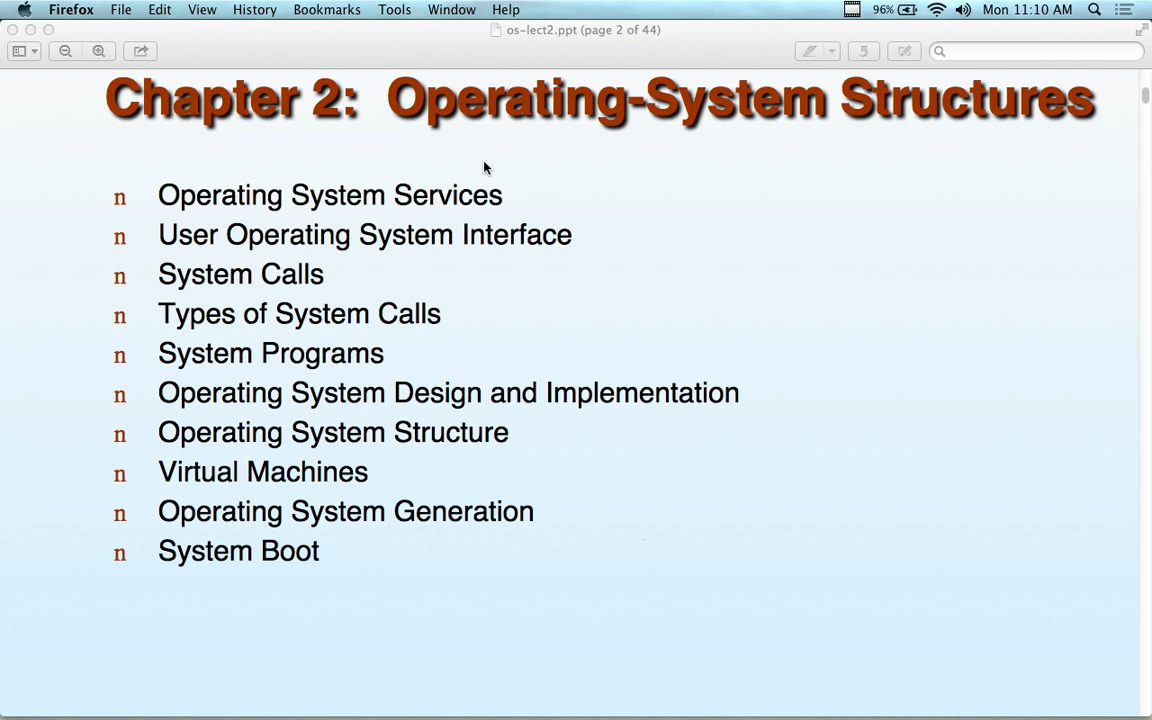 Firefox File Edit View History Bookmarks Tools Window Help 96% Mon 11:10 AM
os-lect2.ppt (page 2 of 44)
5
Chapter 2: Operating-System Structures
n Operating System Services
n User Operating System Interface
n System Calls
n Types of System Calls
n System Programs
n Operating System Design and Implementation
n Operating System Structure
n Virtual Machines
n Operating System Generation
n System Boot